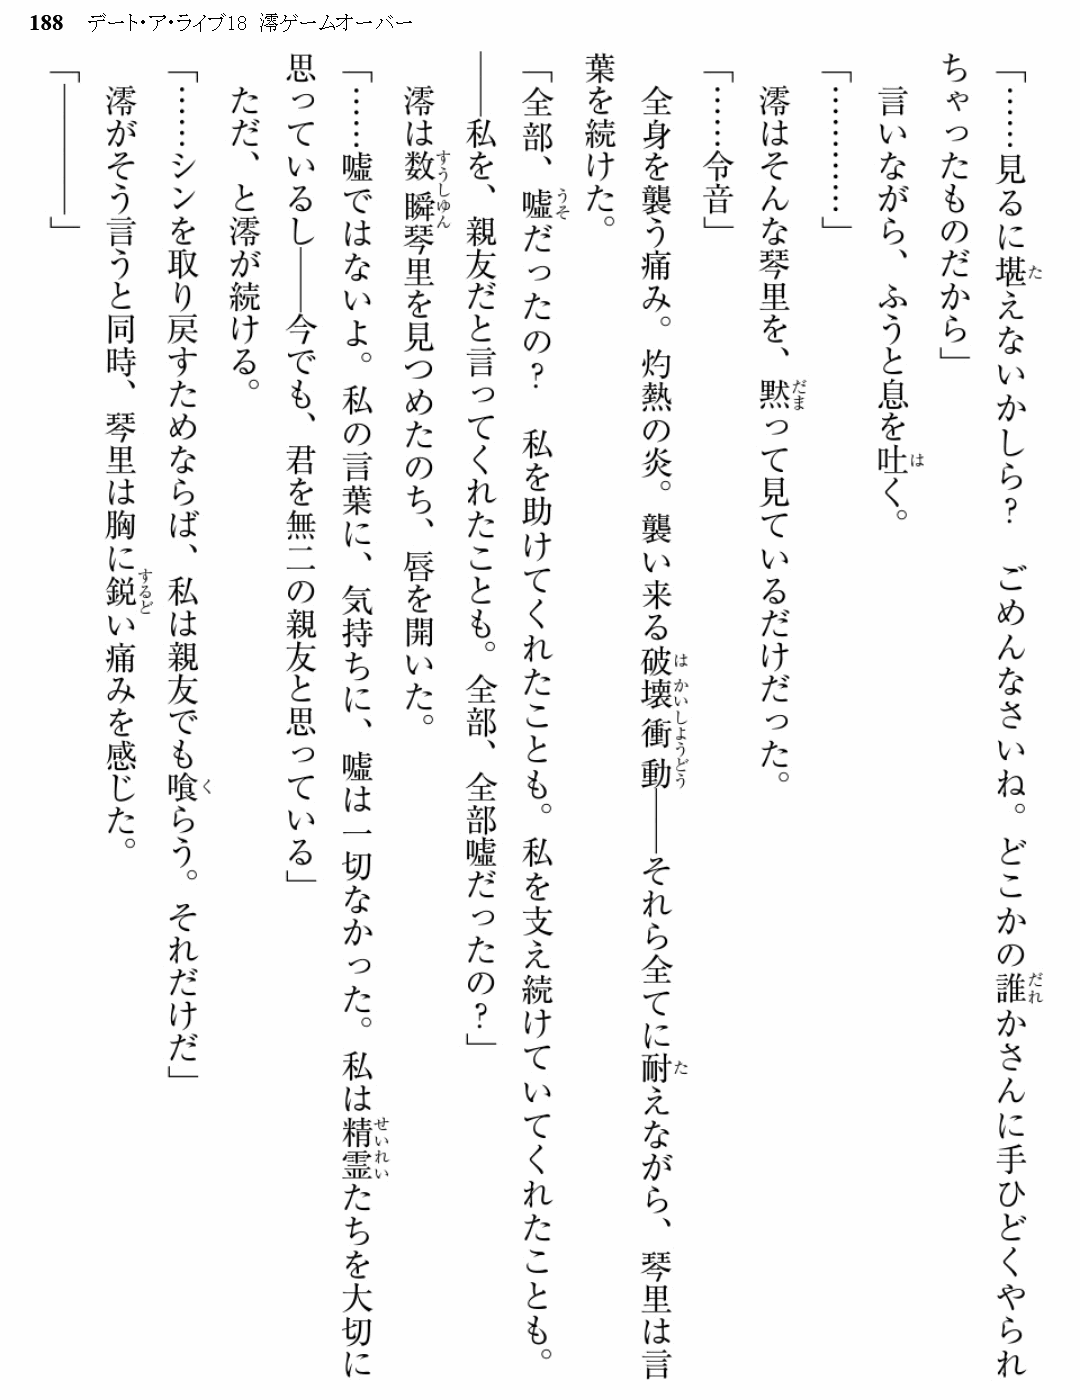 188 デート・ア・ライブ18 澪ゲームオーバー
「……見るに堪えないかしら？　ごめんなさいね。どこかの誰かさんに手ひどくやられ
ちゃったものだから」
　言いながら、ふうと息を吐く。
「…………」
　澪はそんな琴里を、黙って見ているだけだった。
「……令音」
　全身を襲う痛み。灼熱の炎。襲い来る破壊衝動――それら全てに耐えながら、琴里は言
葉を続けた。
「全部、嘘だったの？　私を助けてくれたことも。私を支え続けていてくれたことも。
――私を、親友だと言ってくれたことも。全部、全部嘘だったの？」
　澪は数瞬琴里を見つめたのち、唇を開いた。
「……嘘ではないよ。私の言葉に、気持ちに、嘘は一切なかった。私は精霊たちを大切に
思っているし――今でも、君を無二の親友と思っている」
　ただ、と澪が続ける。
「……シンを取り戻すためならば、私は親友でも喰らう。それだけだ」
　澪がそう言うと同時、琴里は胸に鋭い痛みを感じた。
「――――」